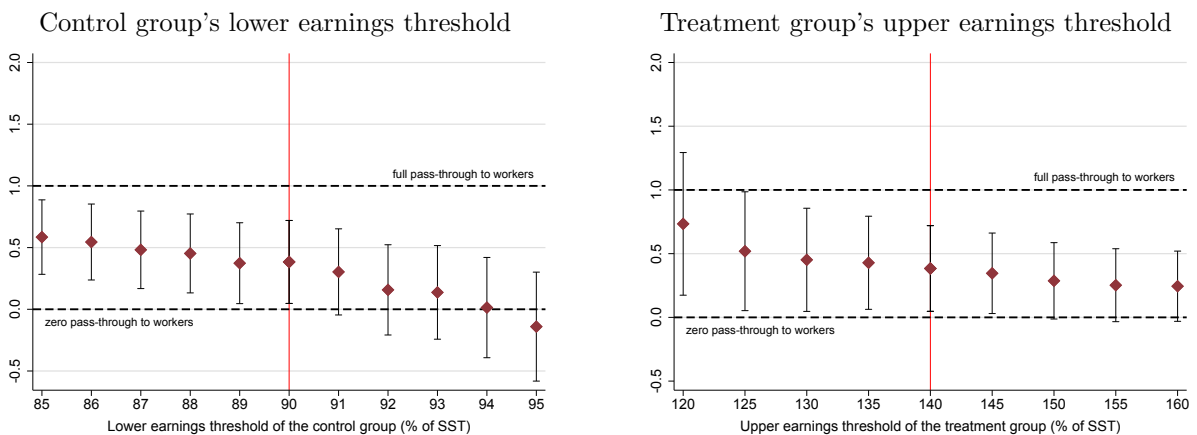 Control group's lower earnings threshold
2.0
1.5
1.0
0.5
0.0
-0.5
full pass-through to workers
zero pass-through to workers
85 86 87 88 89 90 91 92 93 94 95
Lower earnings threshold of the control group (% of SST)
Treatment group's upper earnings threshold
2.0
1.5
1.0
0.5
0.0
-0.5
full pass-through to workers
zero pass-through to workers
120 125 130 135 140 145 150 155 160
Upper earnings threshold of the treatment group (% of SST)